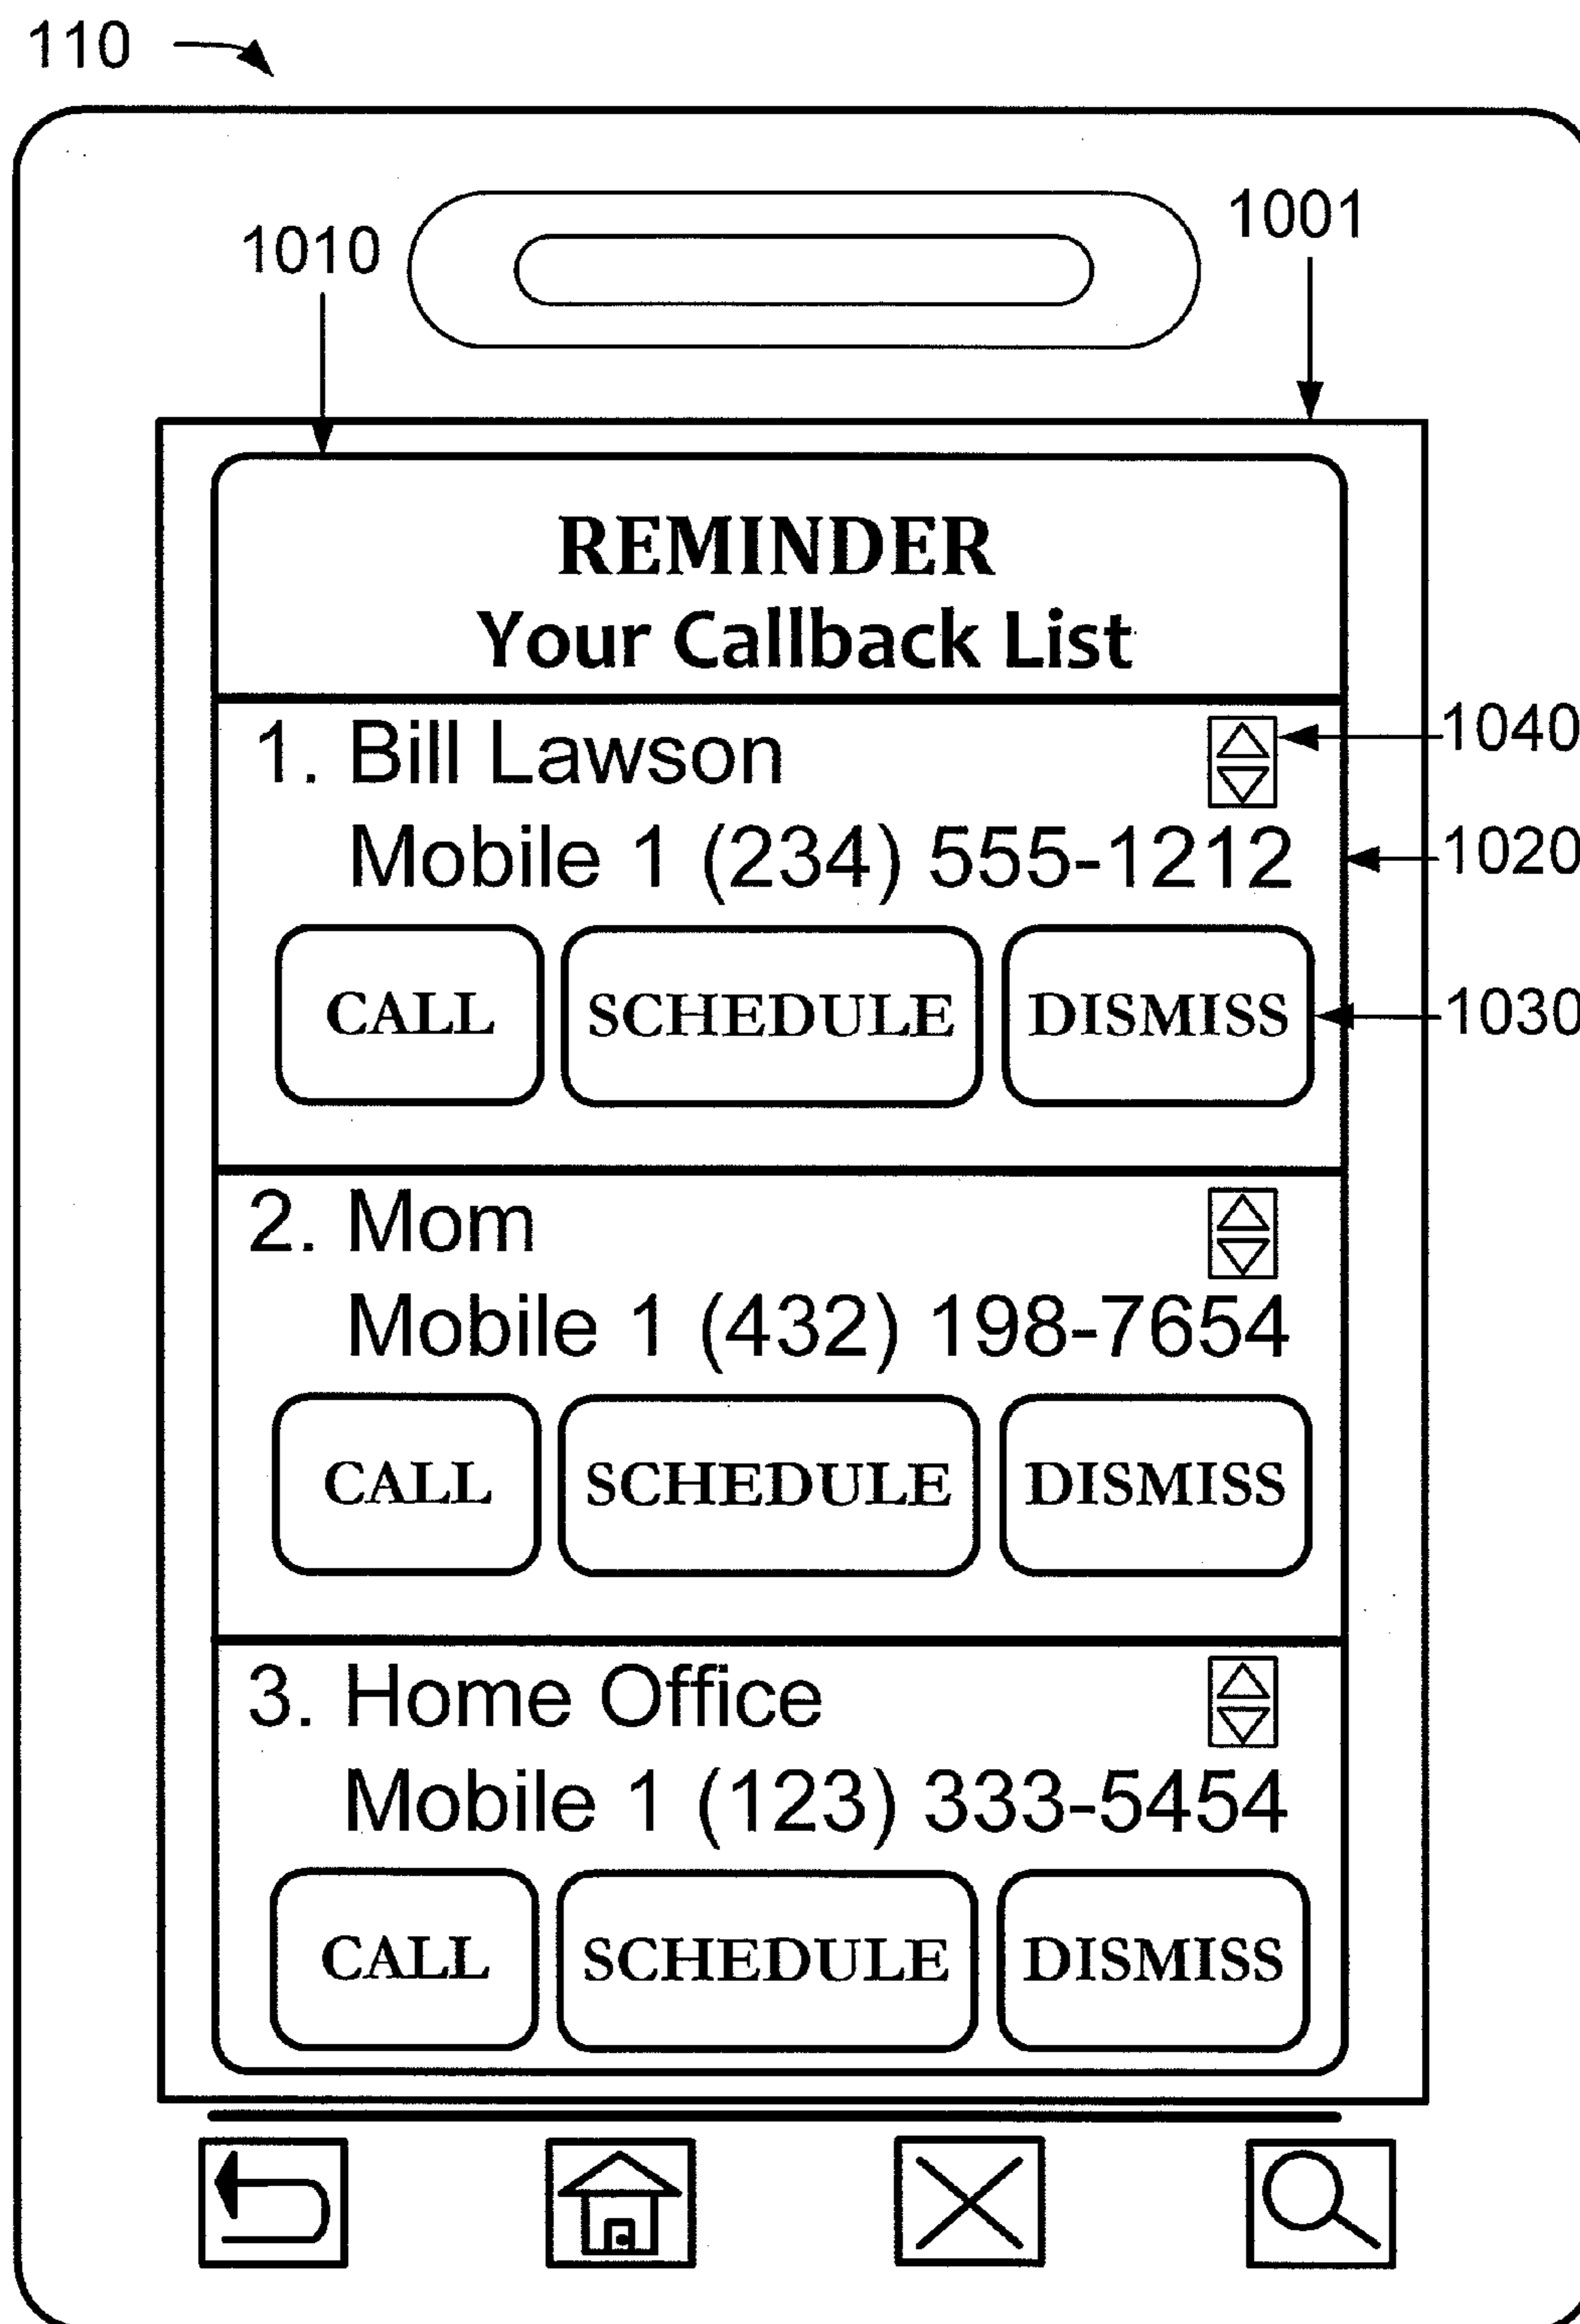 110
1010
1001
REMINDER
Your Callback List
1. Bill Lawson
1040
Mobile 1 (234) 555-1212
1020
CALL SCHEDULE DISMISS
1030
2. Mom
Mobile 1 (432) 198-7654
CALL SCHEDULE DISMISS
3. Home Office
Mobile 1 (123) 333-5454
CALL SCHEDULE DISMISS